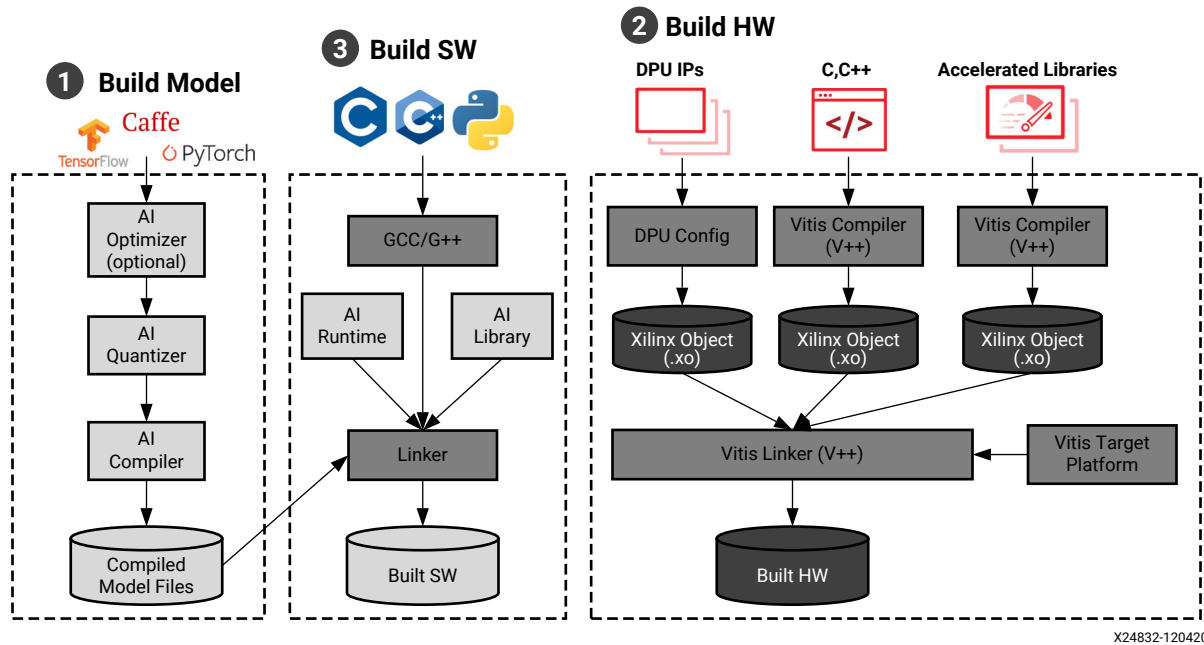 1 Build Model
Caffe
TensorFlow
PyTorch
AI
Optimizer
(optional)
AI
Quantizer
AI
Compiler
Compiled
Model Files
3 Build SW
C
C++
GCC/G++
AI
Runtime
AI
Library
Linker
Built SW
2 Build HW
DPU IPs
C,C++
Accelerated Libraries
</>
DPU Config
Vitis Compiler
(V++)
Vitis Compiler
(V++)
Xilinx Object
(.xo)
Xilinx Object
(.xo)
Xilinx Object
(.xo)
Vitis Linker (V++)
Vitis Target
Platform
Built HW
X24832-120420